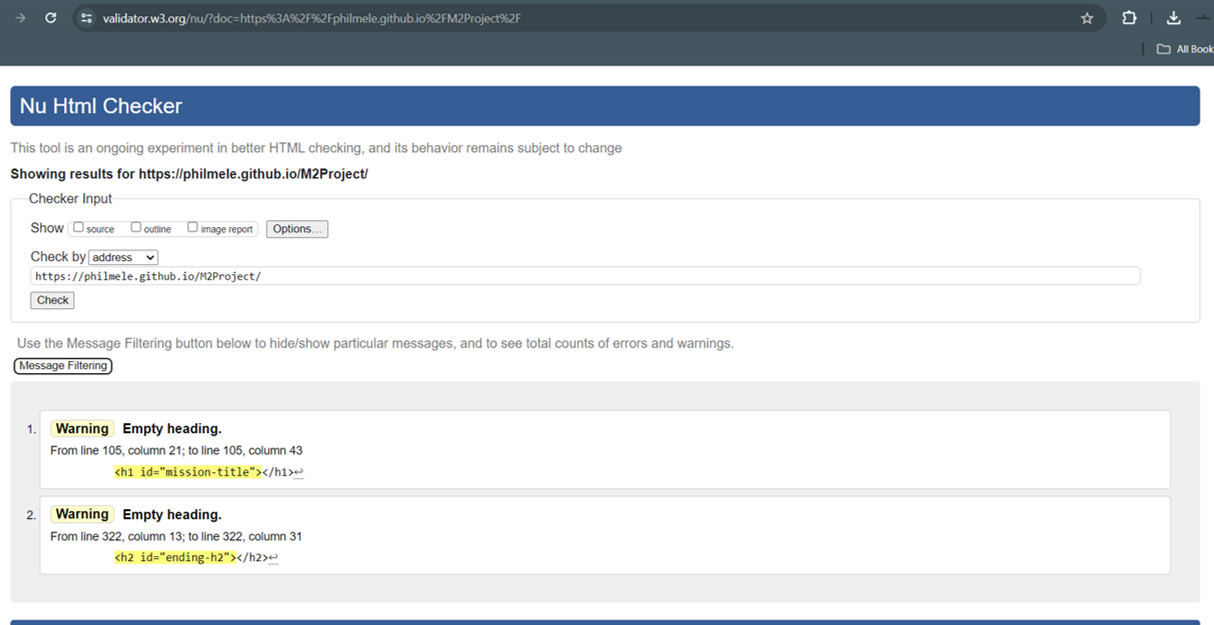 validator.w3.org/nu/?doc=https%3A%2F%2Fphilmele.github.io%2FM2Project%2F
All Book
Nu Html Checker
This tool is an ongoing experiment in better HTML checking, and its behavior remains subject to change
Showing results for https://philmele.github.io/M2Project/
Checker Input
Show source outline image report Options...
Check by address
https://philmele.github.io/M2Project/
Check
Use the Message Filtering button below to hide/show particular messages, and to see total counts of errors and warnings.
Message Filtering
1. Warning Empty heading.
From line 105, column 21; to line 105, column 43
<h1 id="mission-title"></h1>↩
2. Warning Empty heading.
From line 322, column 13; to line 322, column 31
<h2 id="ending-h2"></h2>↩